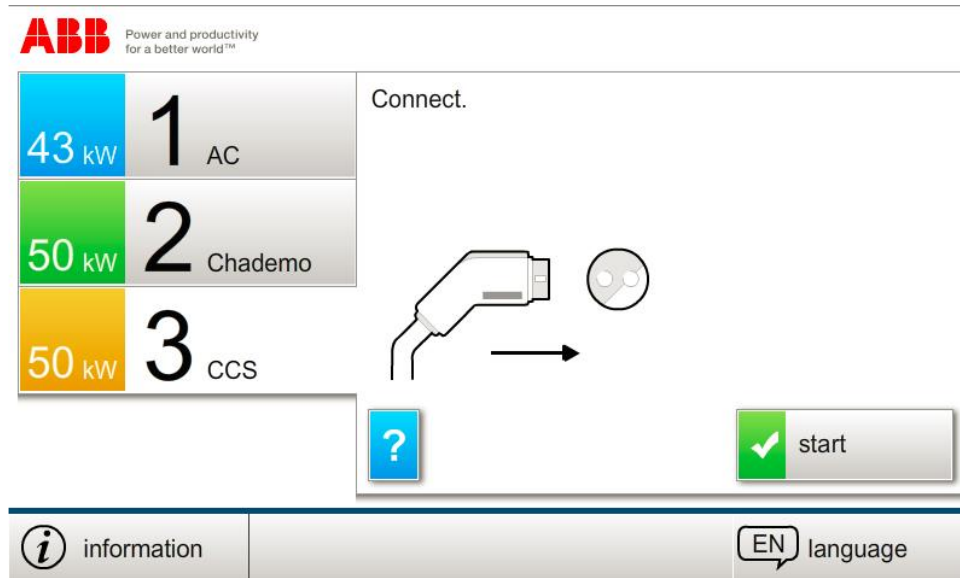 ABB
Power and productivity
for a better world™
43 kW
1 AC
50 kW
2 Chademo
50 kW
3 CCS
Connect.
?
start
i information
EN language